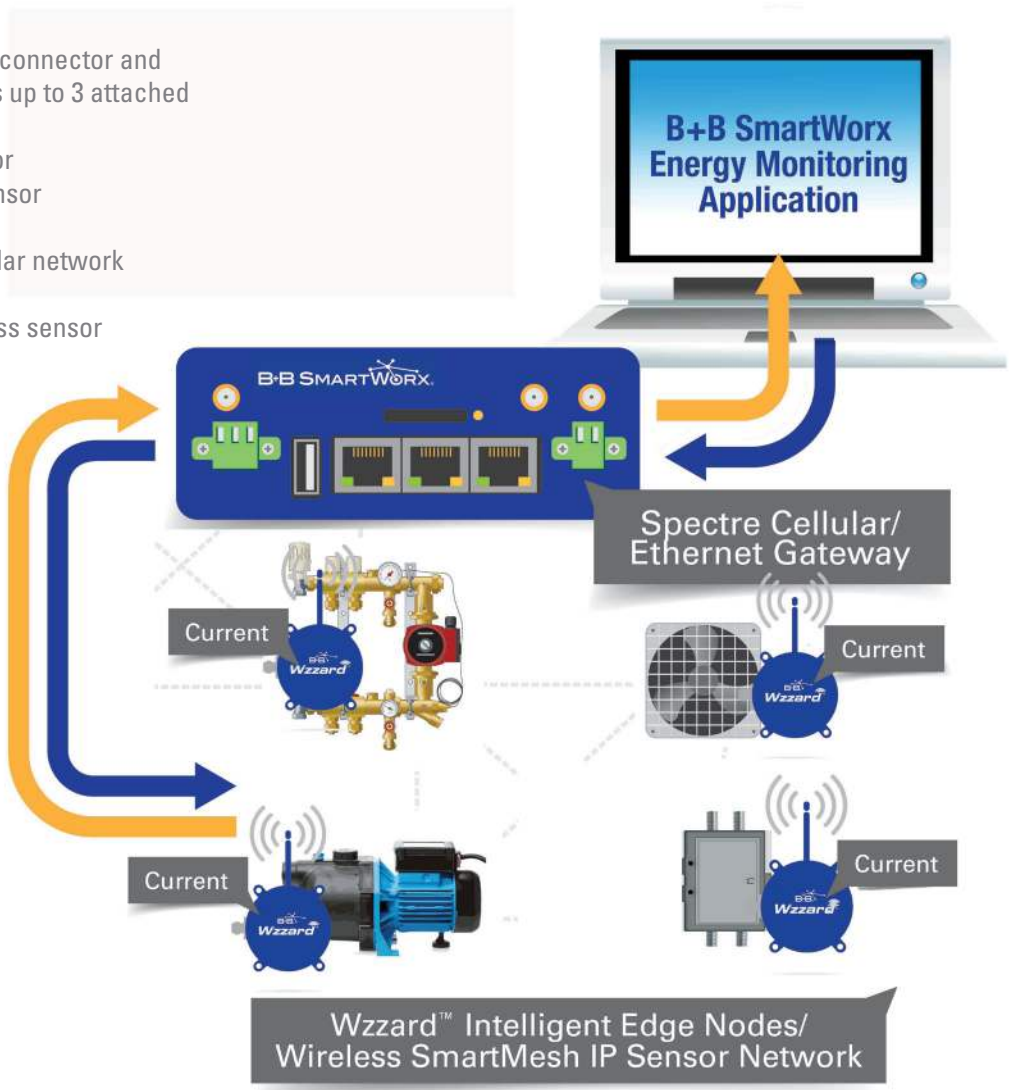 connector and
up to 3 attached
or
nsor
lar network
ss sensor
B+B SmartWorx
Energy Monitoring
Application
B+B SMARTWORX®
Spectre Cellular/
Ethernet Gateway
Current
B+B
Wzzard
Current
B+B
Wzzard
Current
B+B
Wzzard
Current
B+B
Wzzard
Wzzard™ Intelligent Edge Nodes/
Wireless SmartMesh IP Sensor Network